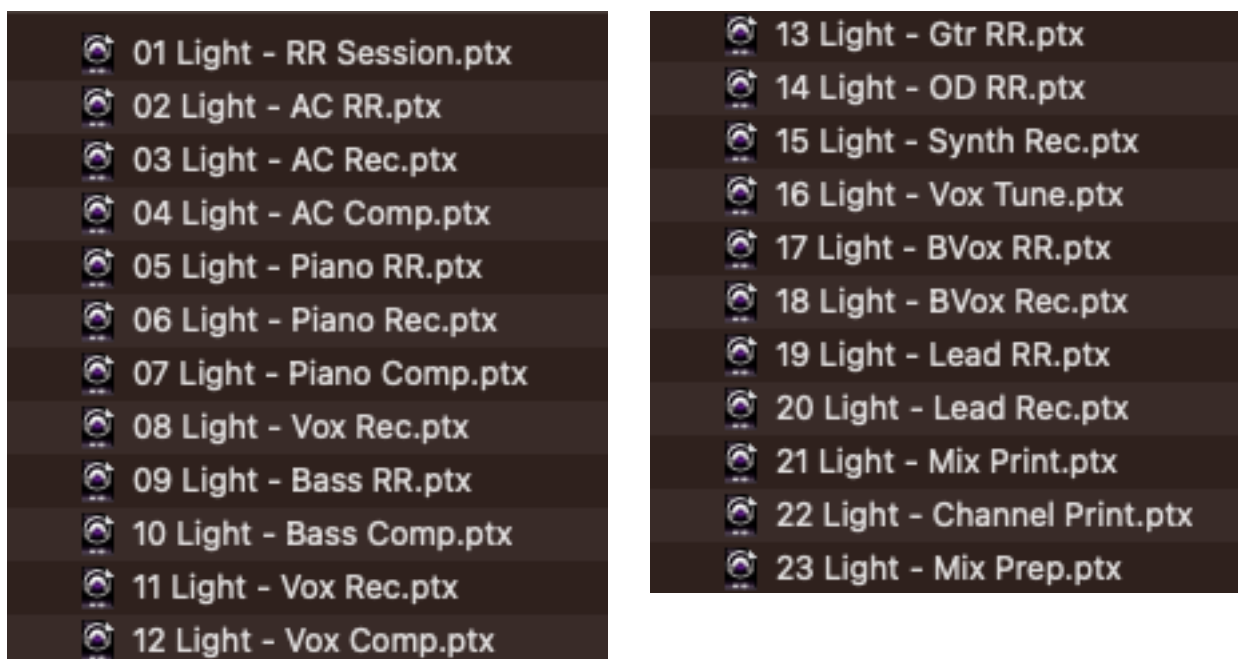 01 Light - RR Session.ptx
02 Light - AC RR.ptx
03 Light - AC Rec.ptx
04 Light - AC Comp.ptx
05 Light - Piano RR.ptx
06 Light - Piano Rec.ptx
07 Light - Piano Comp.ptx
08 Light - Vox Rec.ptx
09 Light - Bass RR.ptx
10 Light - Bass Comp.ptx
11 Light - Vox Rec.ptx
12 Light - Vox Comp.ptx
13 Light - Gtr RR.ptx
14 Light - OD RR.ptx
15 Light - Synth Rec.ptx
16 Light - Vox Tune.ptx
17 Light - BVox RR.ptx
18 Light - BVox Rec.ptx
19 Light - Lead RR.ptx
20 Light - Lead Rec.ptx
21 Light - Mix Print.ptx
22 Light - Channel Print.ptx
23 Light - Mix Prep.ptx